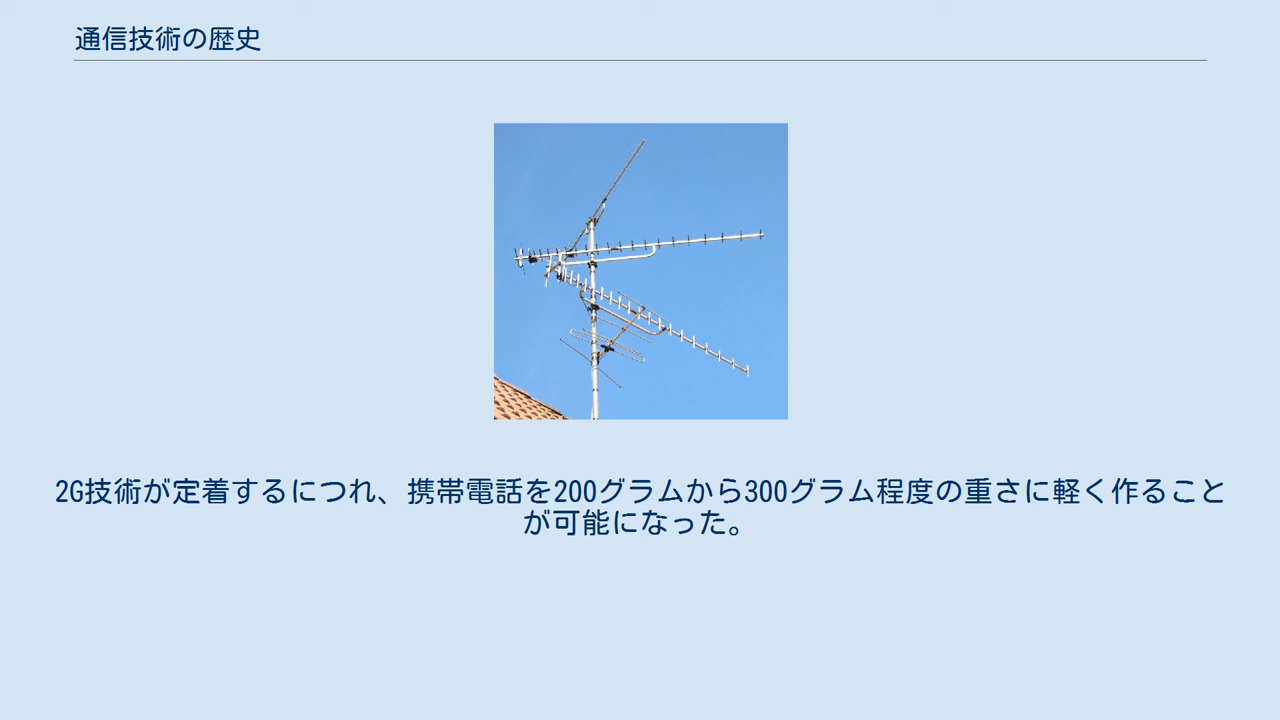 通信技術の歴史
2G技術が定着するにつれ、携帯電話を200グラムから300グラム程度の重さに軽く作ること
が可能になった。